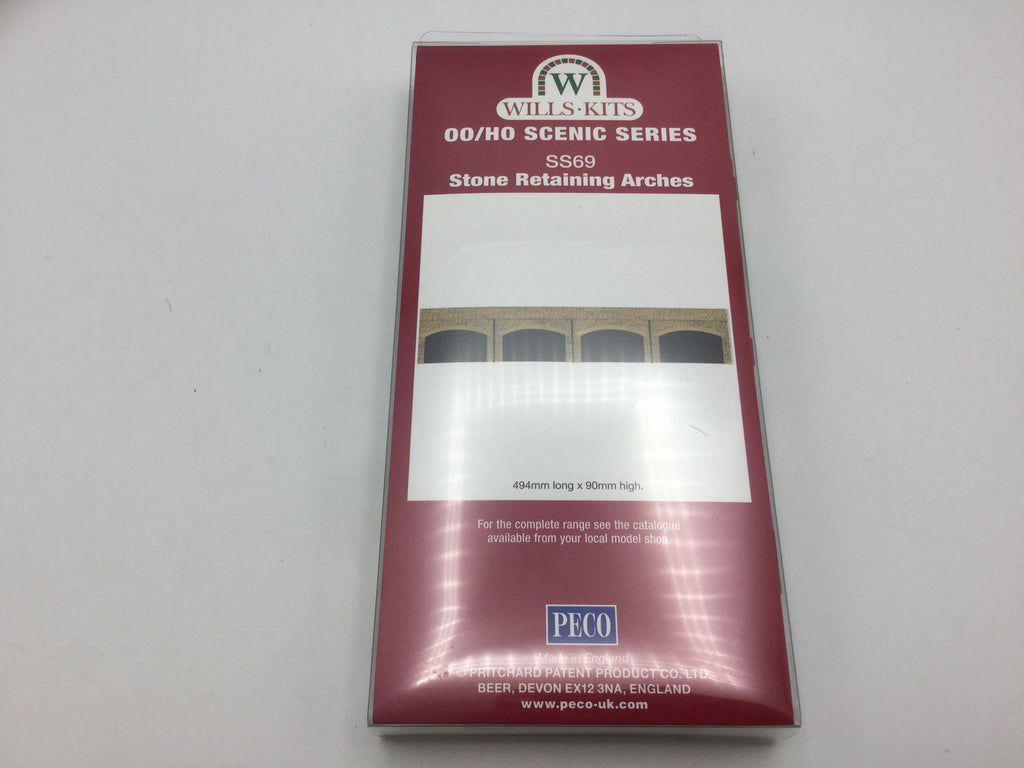 W
WILLS·KITS
OO/HO SCENIC SERIES
SS69
Stone Retaining Arches
494mm long x 90mm high.
For the complete range see the catalogue
available from your local model shop.
PECO
Made in England
© PRITCHARD PATENT PRODUCT CO. LTD.
BEER, DEVON EX12 3NA, ENGLAND
www.peco-uk.com